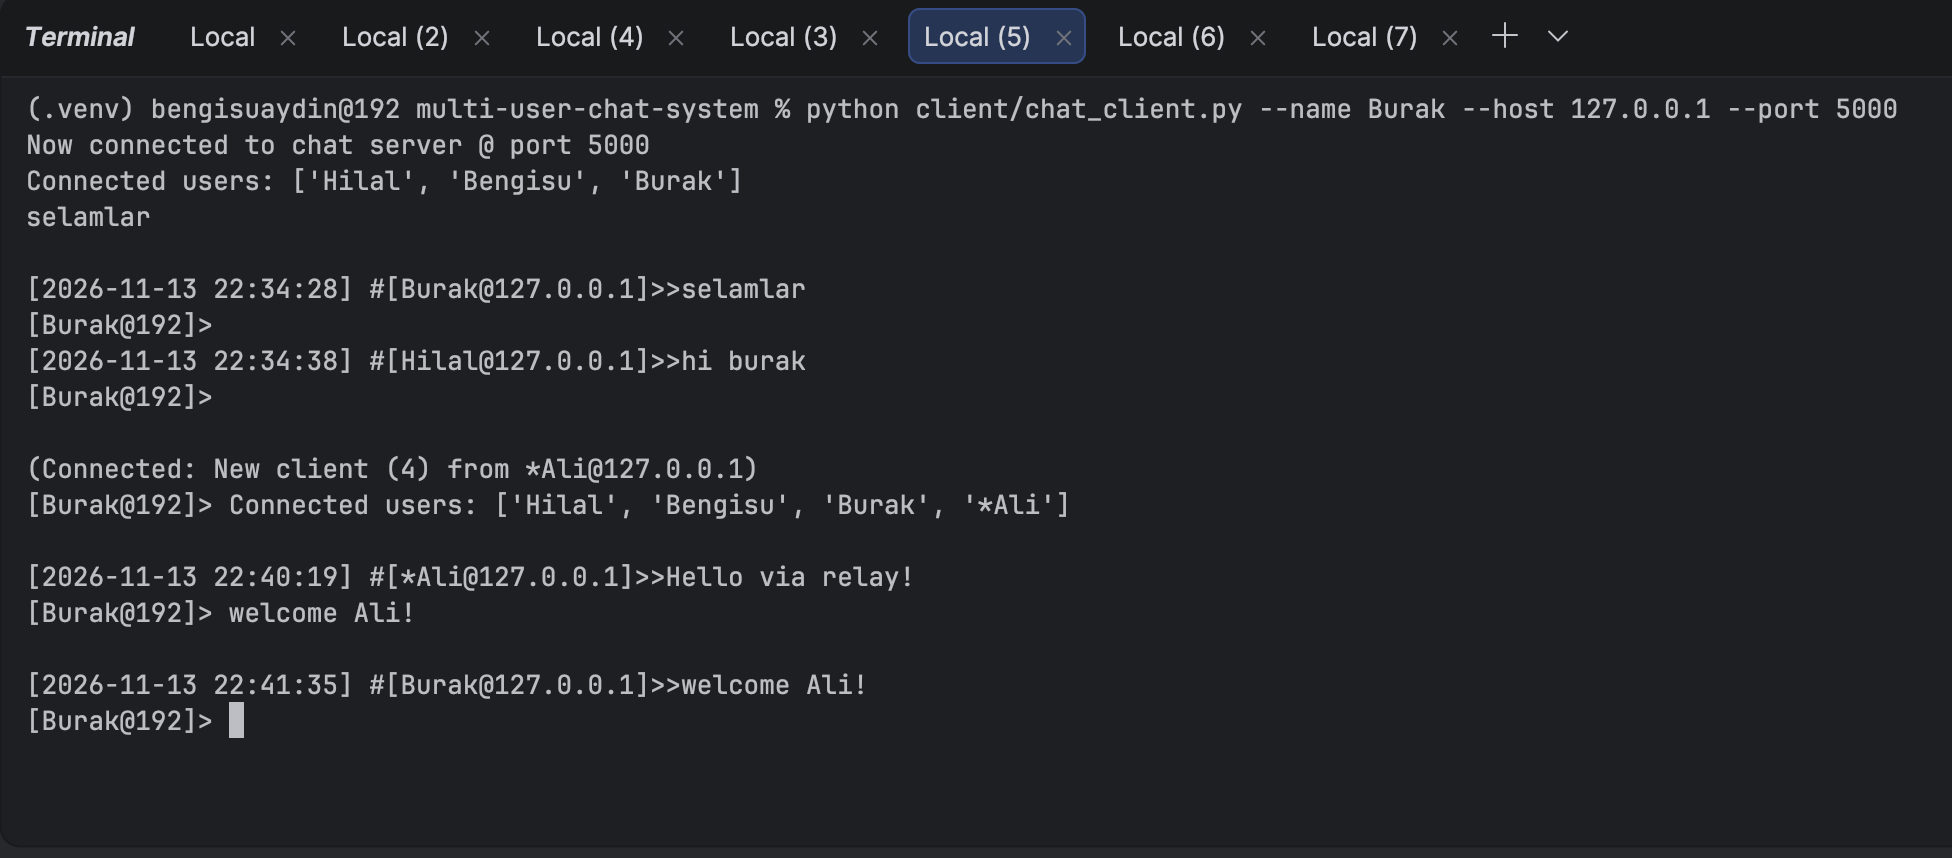 Terminal Local × Local (2) × Local (4) × Local (3) × Local (5) × Local (6) × Local (7) × +
(.venv) bengisuaydin@192 multi-user-chat-system % python client/chat_client.py --name Burak --host 127.0.0.1 --port 5000
Now connected to chat server @ port 5000
Connected users: ['Hilal', 'Bengisu', 'Burak']
selamlar
[2026-11-13 22:34:28] #[Burak@127.0.0.1]>>selamlar
[Burak@192]>
[2026-11-13 22:34:38] #[Hilal@127.0.0.1]>>hi burak
[Burak@192]>
(Connected: New client (4) from *Ali@127.0.0.1)
[Burak@192]> Connected users: ['Hilal', 'Bengisu', 'Burak', '*Ali']
[2026-11-13 22:40:19] #[*Ali@127.0.0.1]>>Hello via relay!
[Burak@192]> welcome Ali!
[2026-11-13 22:41:35] #[Burak@127.0.0.1]>>welcome Ali!
[Burak@192]>